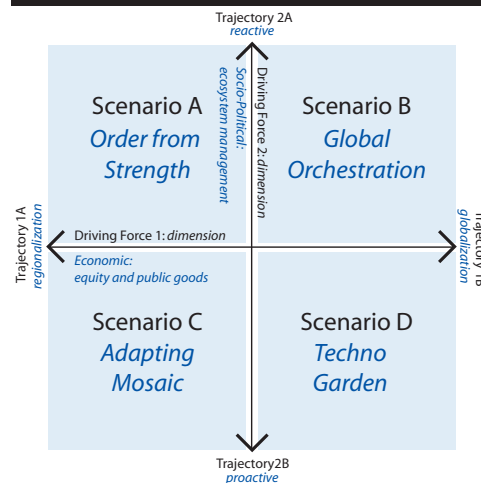 Trajectory 2A
reactive
Scenario A
Order from
Strength
Socio-Political:
ecosystem management
Driving Force 2: dimension
Scenario B
Global
Orchestration
Trajectory 1A
regionalization
Driving Force 1: dimension
Economic:
equity and public goods
globalization
Trajectory 1B
Scenario C
Adapting
Mosaic
Scenario D
Techno
Garden
Trajectory2B
proactive